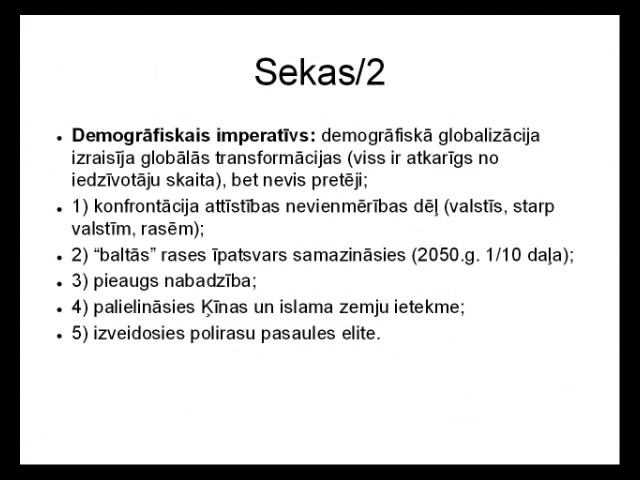 Sekas/2
• Demogrāfiskais imperatīvs: demogrāfiskā globalizācija
izraisīja globālās transformācijas (viss ir atkarīgs no
iedzīvotāju skaita), bet nevis pretēji;
• 1) konfrontācija attīstības nevienmērības dēļ (valstīs, starp
valstīm, rasēm);
• 2) “baltās” rases īpatsvars samazināsies (2050.g. 1/10 daļa);
• 3) pieaugs nabadzība;
• 4) palielināsies Ķīnas un islama zemju ietekme;
• 5) izveidosies polirasu pasaules elite.